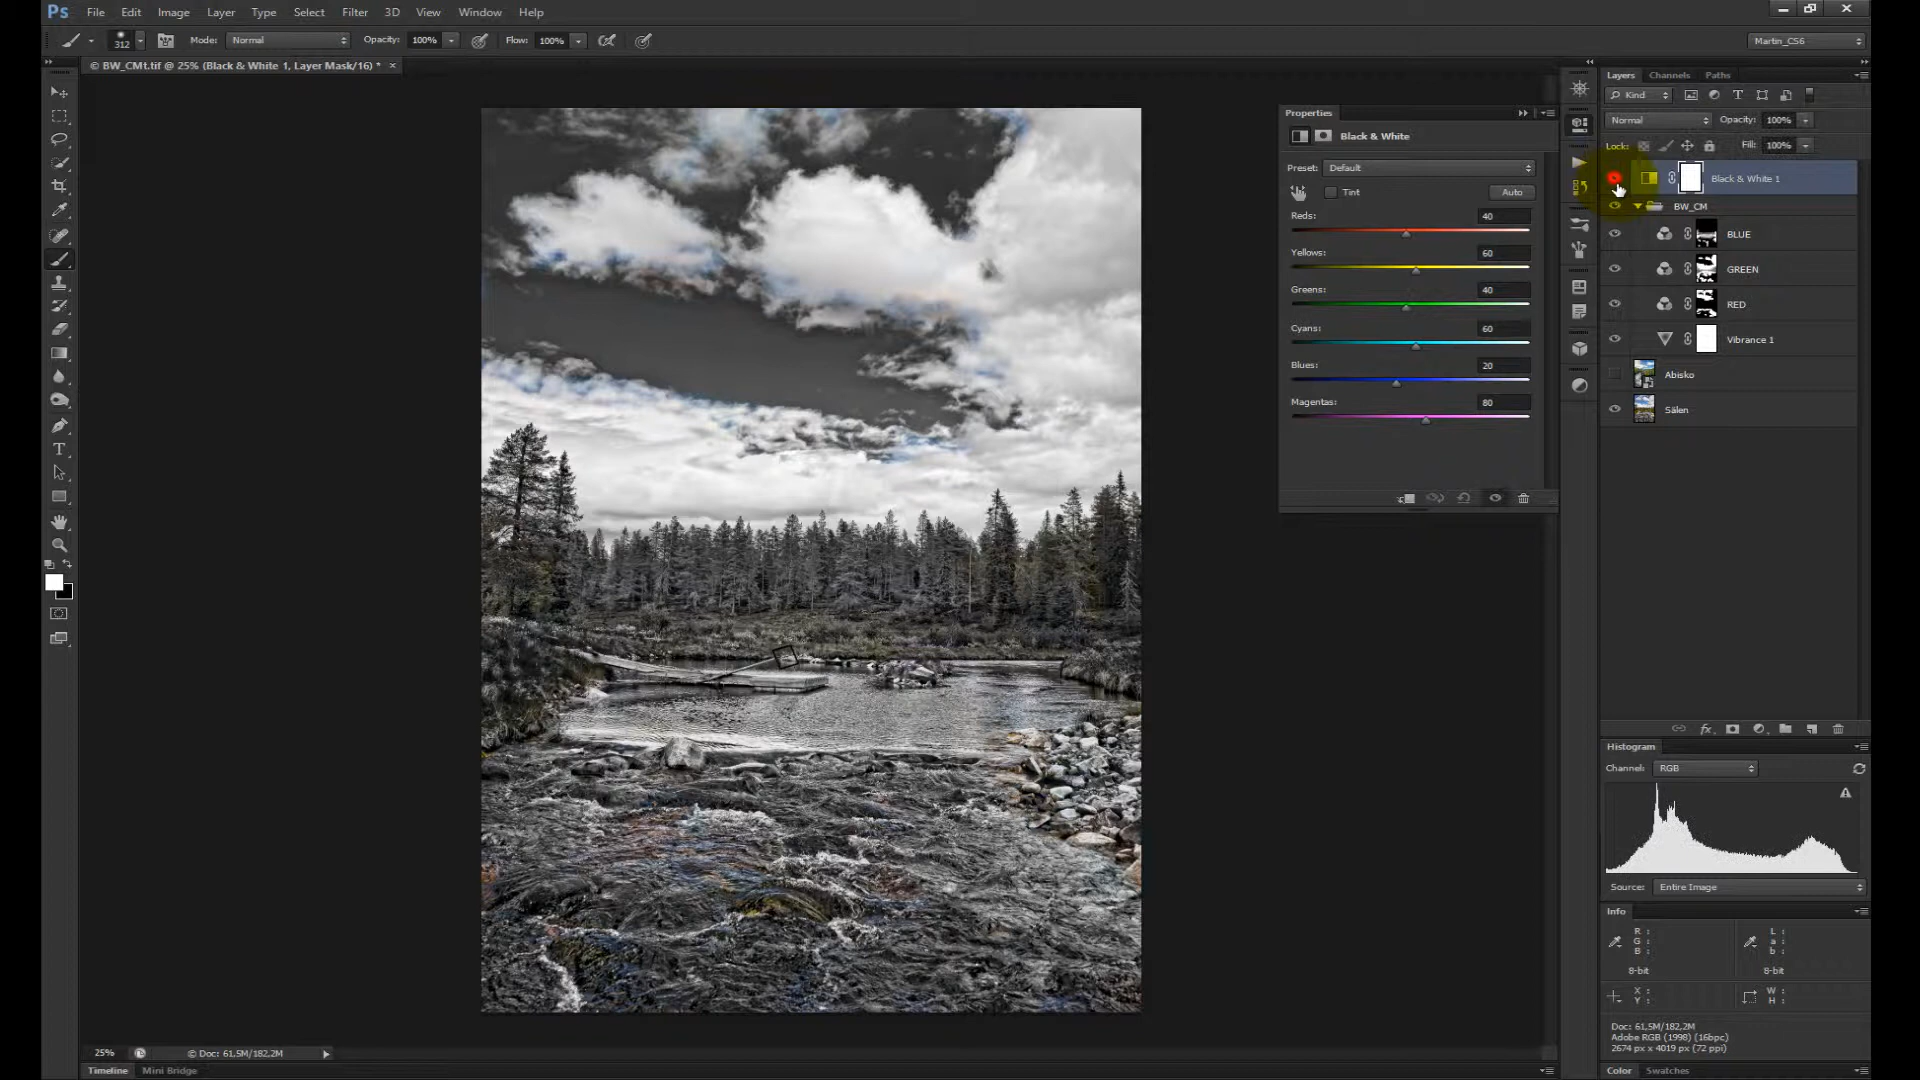 Ps File Edit Image Layer Type Select Filter 3D View Window Help
312 Mode: Normal Opacity: 100% Flow: 100% Martin_CS6
© BW_CMt.tif @ 25% (Black & White 1, Layer Mask/16) * ×
Properties
Black & White
Preset: Default
Tint Auto
Reds: 40
Yellows: 60
Greens: 40
Cyans: 60
Blues: 20
Magentas: 80
Layers Channels Paths
Kind
Normal Opacity: 100%
Lock: Fill: 100%
Black & White 1
BW_CM
BLUE
GREEN
RED
Vibrance 1
Abisko
Sälen
fx
Histogram
Channel: RGB
Source: Entire Image
Info
R : L :
G : a :
B : b :
8-bit 8-bit
X : W :
Y : H :
Doc: 61,5M/182,2M
Adobe RGB (1998) (16bpc)
2674 px x 4019 px (72 ppi)
25% © Doc: 61,5M/182,2M
Timeline Mini Bridge
Color Swatches